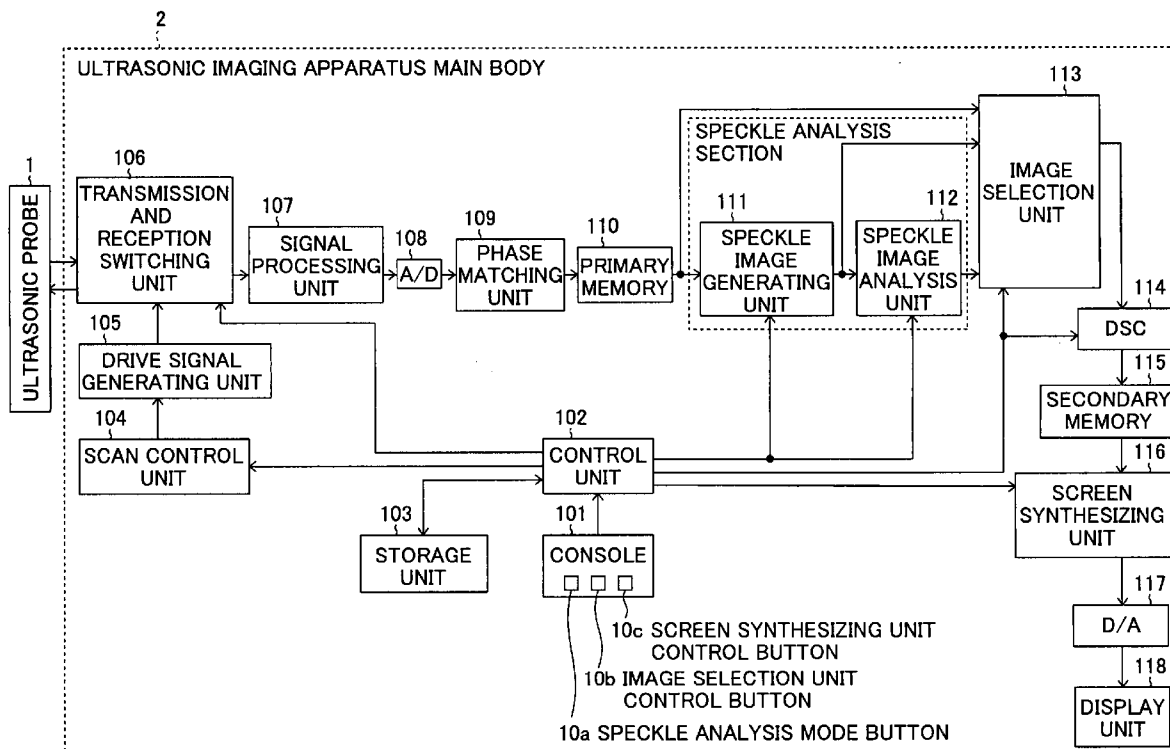 2
ULTRASONIC IMAGING APPARATUS MAIN BODY
113
SPECKLE ANALYSIS
SECTION
IMAGE
SELECTION
UNIT
1
ULTRASONIC PROBE
106
TRANSMISSION
AND
RECEPTION
SWITCHING
UNIT
107
SIGNAL
PROCESSING
UNIT
108
A/D
109
PHASE
MATCHING
UNIT
110
PRIMARY
MEMORY
111
SPECKLE
IMAGE
GENERATING
UNIT
112
SPECKLE
IMAGE
ANALYSIS
UNIT
114
DSC
105
DRIVE SIGNAL
GENERATING UNIT
115
SECONDARY
MEMORY
104
SCAN CONTROL
UNIT
102
CONTROL
UNIT
116
SCREEN
SYNTHESIZING
UNIT
103
STORAGE
UNIT
101
CONSOLE
117
D/A
10c SCREEN SYNTHESIZING UNIT
CONTROL BUTTON
10b IMAGE SELECTION UNIT
CONTROL BUTTON
10a SPECKLE ANALYSIS MODE BUTTON
118
DISPLAY
UNIT